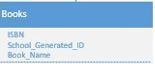 Books
ISBN
School_Generated_ID
Book_Name